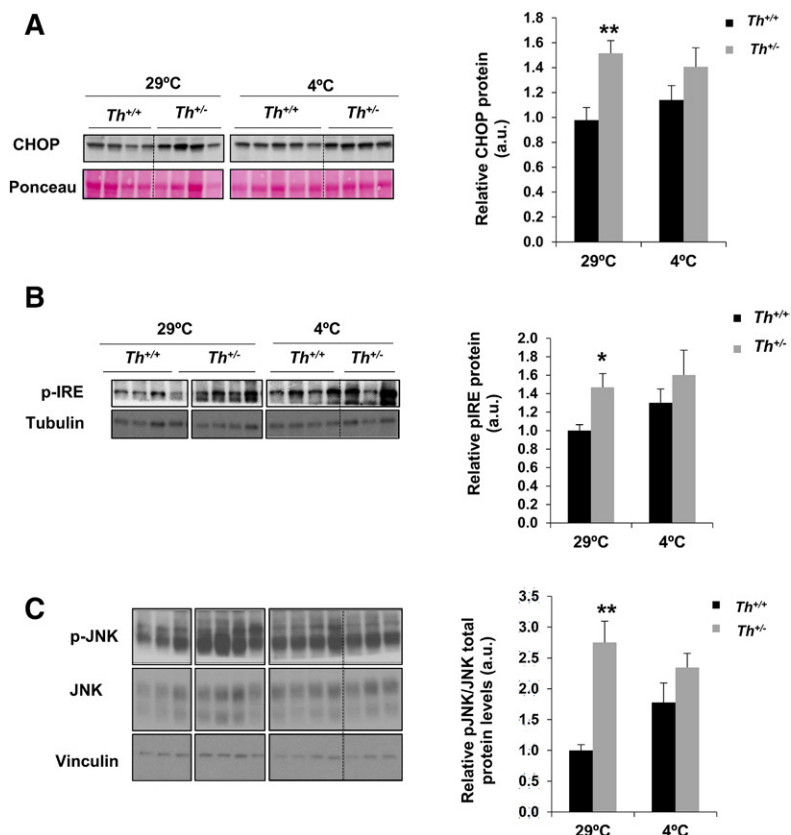 A
29ºC 4ºC
Th+/+ Th+/- Th+/+ Th+/-
CHOP
Ponceau
Relative CHOP protein
(a.u.)
1.8
1.6
1.4
1.2
1.0
0.8
0.6
0.4
0.2
0.0
**
29ºC 4ºC
Th+/+
Th+/-
B
29ºC 4ºC
Th+/+ Th+/- Th+/+ Th+/-
p-IRE
Tubulin
Relative pIRE protein
(a.u.)
2.0
1.8
1.6
1.4
1.2
1.0
0.8
0.6
0.4
0.2
0.0
*
29ºC 4ºC
Th+/+
Th+/-
C
p-JNK
JNK
Vinculin
Relative pJNK/JNK total
protein levels (a.u.)
3.5
3.0
2.5
2.0
1.5
1.0
0.5
0.0
**
29ºC 4ºC
Th+/+
Th+/-